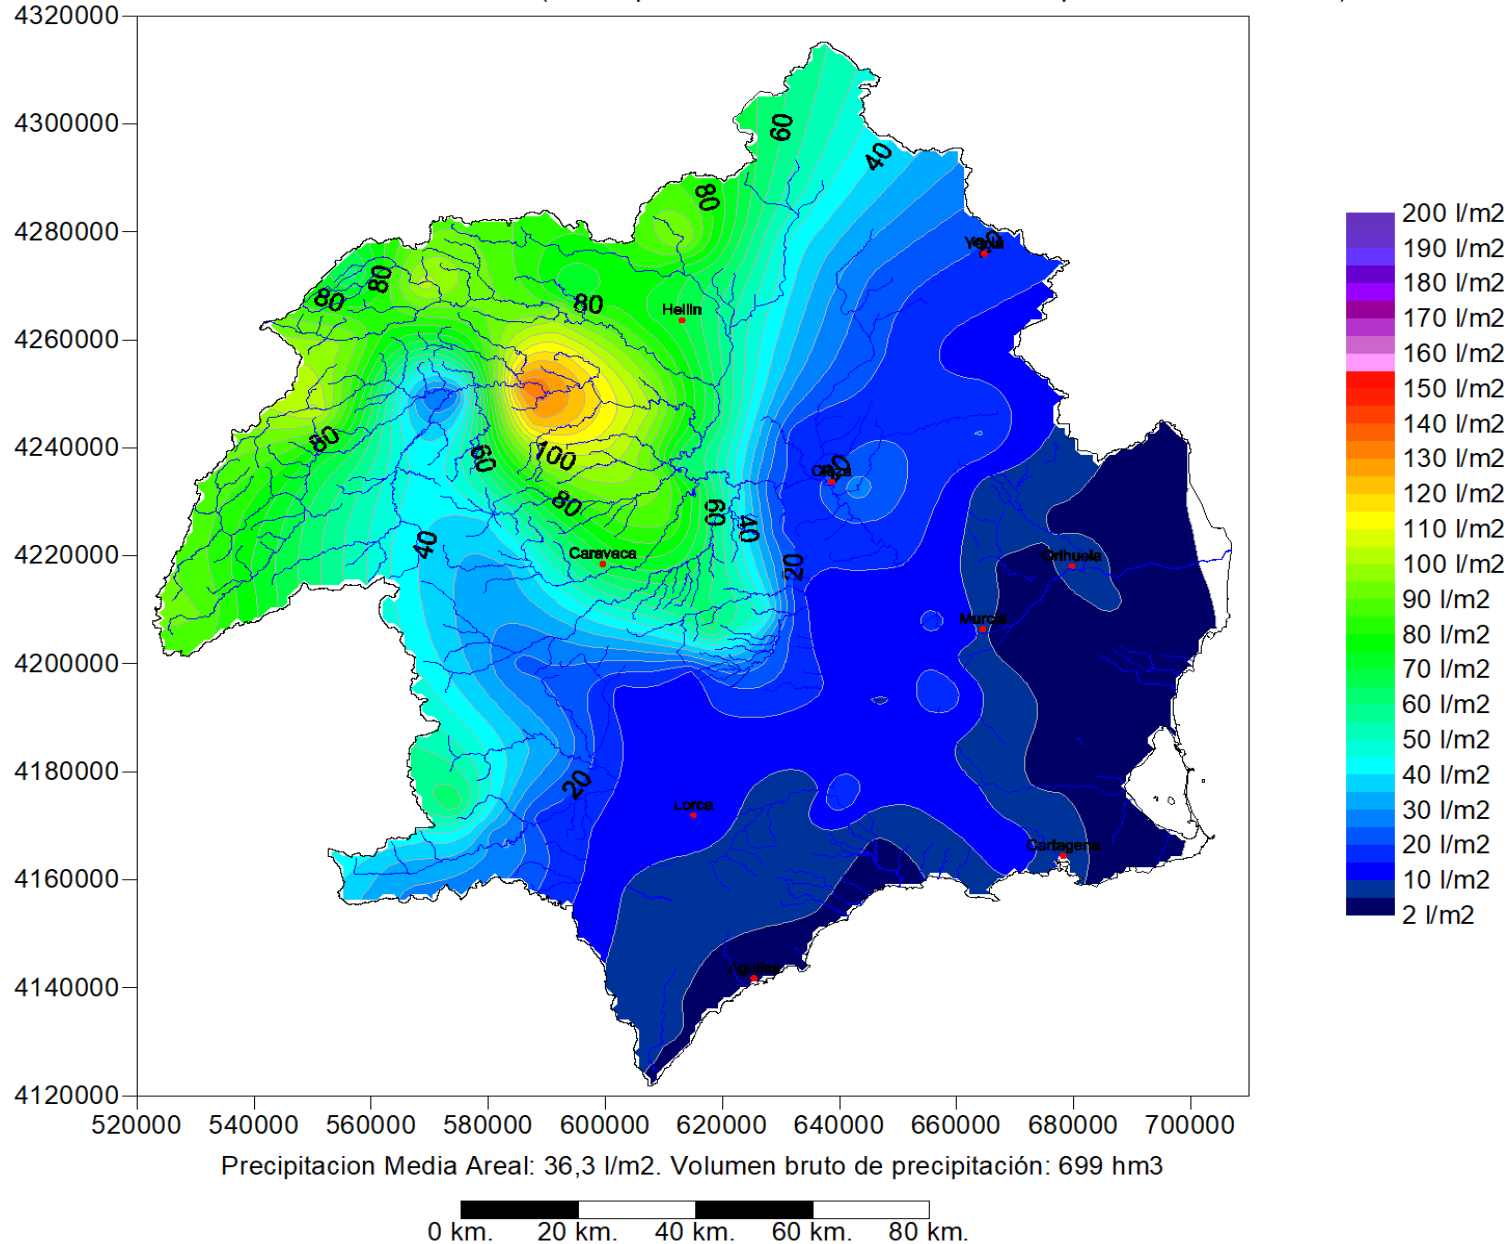 4320000
4300000
4280000
4260000
4240000
4220000
4200000
4180000
4160000
4140000
4120000
520000 540000 560000 580000 600000 620000 640000 660000 680000 700000
60
40
80
Yecla
80
80
80
Hellin
80
60
100
80
60
40
Cieza
40
20
Caravaca
Orihuela
Murcia
20
Lorca
Cartagena
Aguilas
200 l/m2
190 l/m2
180 l/m2
170 l/m2
160 l/m2
150 l/m2
140 l/m2
130 l/m2
120 l/m2
110 l/m2
100 l/m2
90 l/m2
80 l/m2
70 l/m2
60 l/m2
50 l/m2
40 l/m2
30 l/m2
20 l/m2
10 l/m2
2 l/m2
Precipitacion Media Areal: 36,3 l/m2. Volumen bruto de precipitación: 699 hm3
0 km. 20 km. 40 km. 60 km. 80 km.